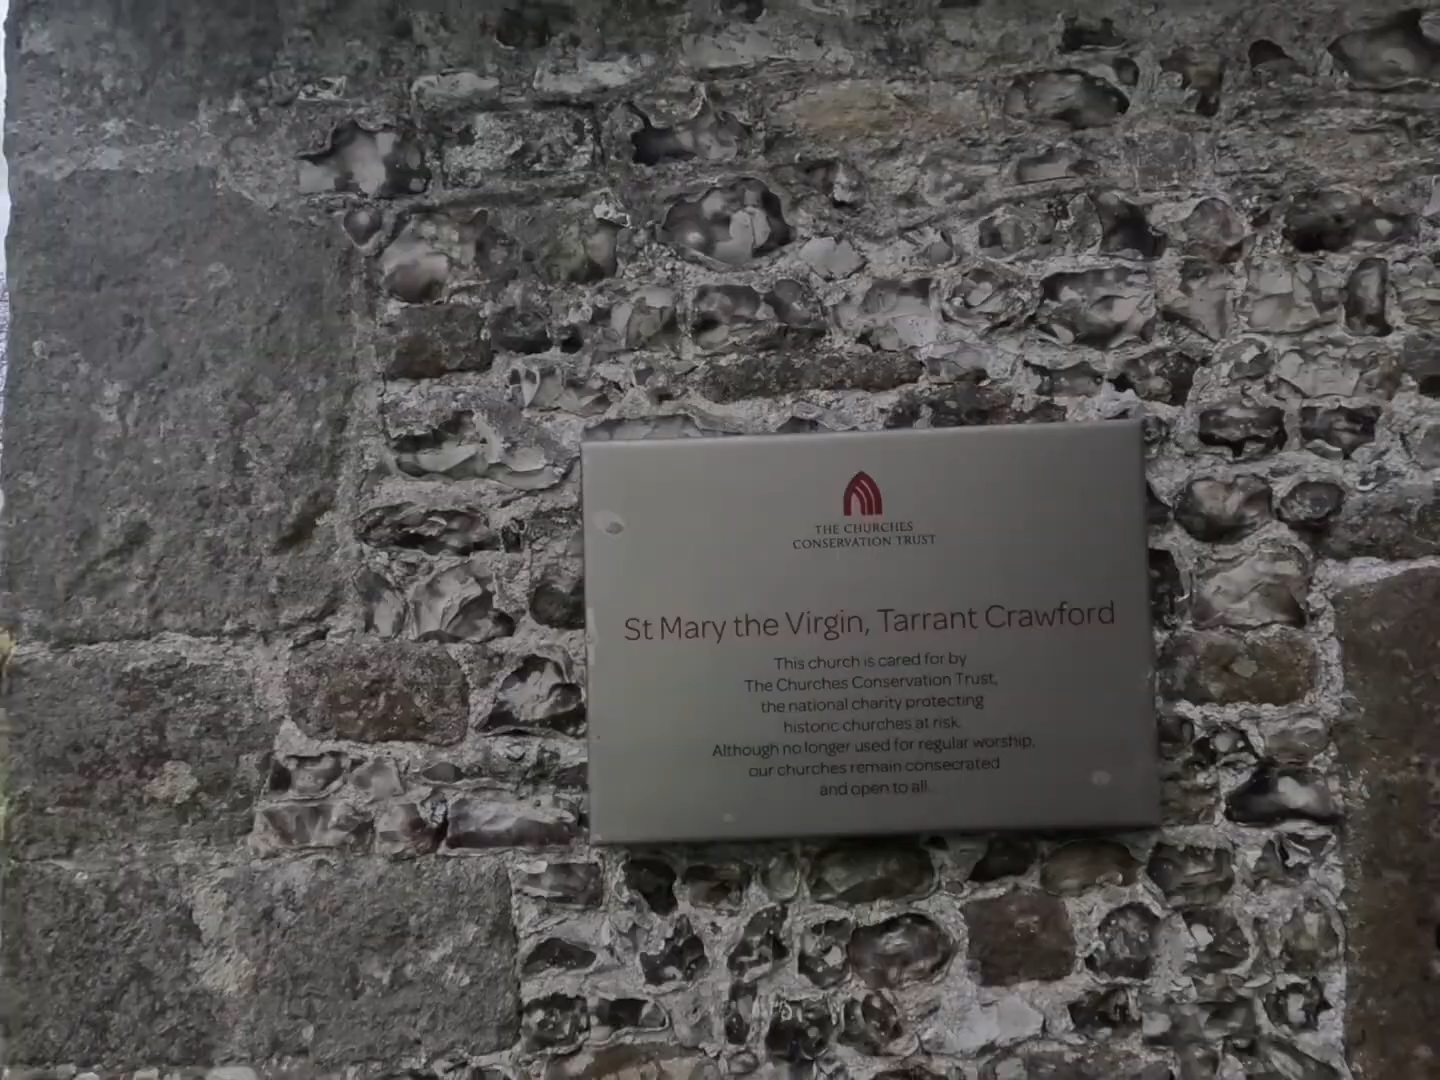 THE CHURCHES
CONSERVATION TRUST
St Mary the Virgin, Tarrant Crawford
This church is cared for by
The Churches Conservation Trust,
the national charity protecting
historic churches at risk.
Although no longer used for regular worship,
our churches remain consecrated
and open to all.